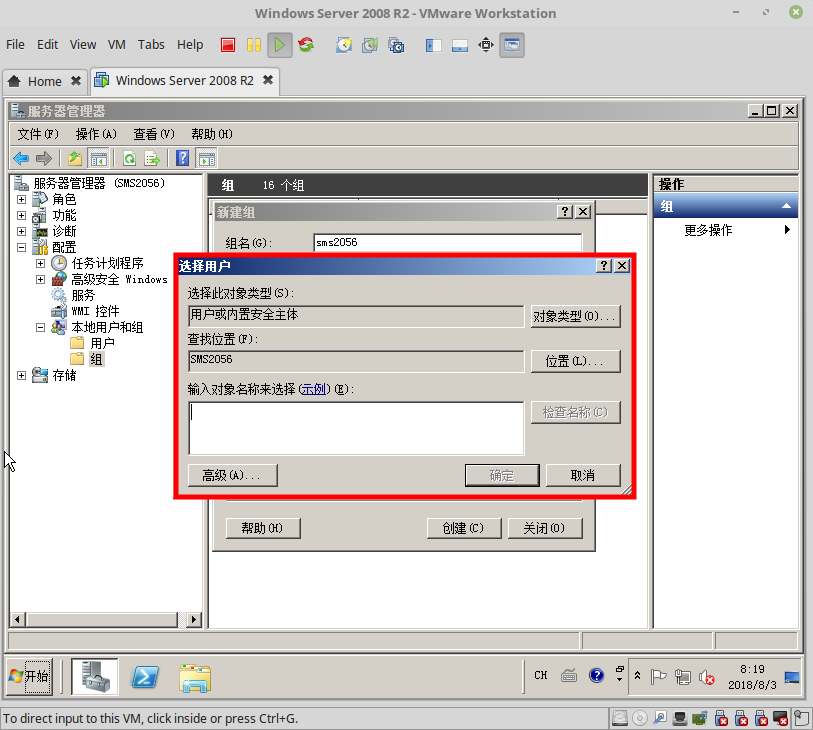 Windows Server 2008 R2 - VMware Workstation
File Edit View VM Tabs Help
Home Windows Server 2008 R2
服务器管理器
文件(F) 操作(A) 查看(V) 帮助(H)
服务器管理器 (SMS2056)
角色
功能
诊断
配置
任务计划程序
高级安全 Windows
服务
WMI 控件
本地用户和组
用户
组
存储
组 16 个组
新建组
组名(G): sms2056
选择用户
选择此对象类型(S):
用户或内置安全主体 对象类型(O)...
查找位置(F):
SMS2056 位置(L)...
输入对象名称来选择(示例)(E):
检查名称(C)
高级(A)... 确定 取消
帮助(H) 创建(C) 关闭(O)
操作
组
更多操作
开始 CH 8:19
2018/8/3
To direct input to this VM, click inside or press Ctrl+G.